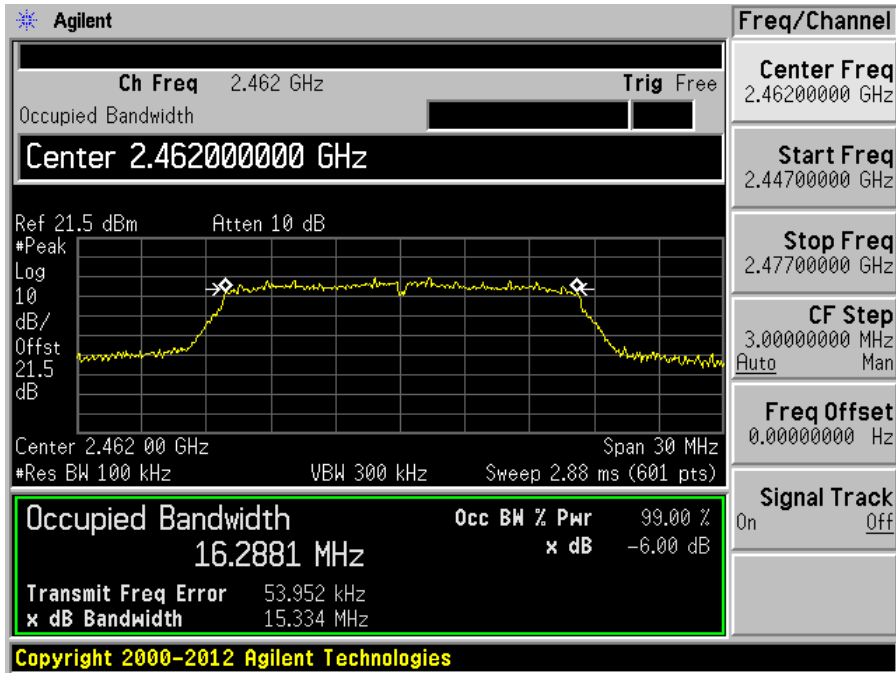 Agilent
Freq/Channel
Ch Freq 2.462 GHz Trig Free
Occupied Bandwidth
Center 2.462000000 GHz
Ref 21.5 dBm Atten 10 dB
#Peak
Log
10
dB/
Offst
21.5
dB
Center 2.462 00 GHz Span 30 MHz
#Res BW 100 kHz VBW 300 kHz Sweep 2.88 ms (601 pts)
Occupied Bandwidth
16.2881 MHz
Occ BW % Pwr 99.00 %
x dB -6.00 dB
Transmit Freq Error 53.952 kHz
x dB Bandwidth 15.334 MHz
Center Freq
2.46200000 GHz
Start Freq
2.44700000 GHz
Stop Freq
2.47700000 GHz
CF Step
3.00000000 MHz
Auto Man
Freq Offset
0.00000000 Hz
Signal Track
On Off
Copyright 2000-2012 Agilent Technologies